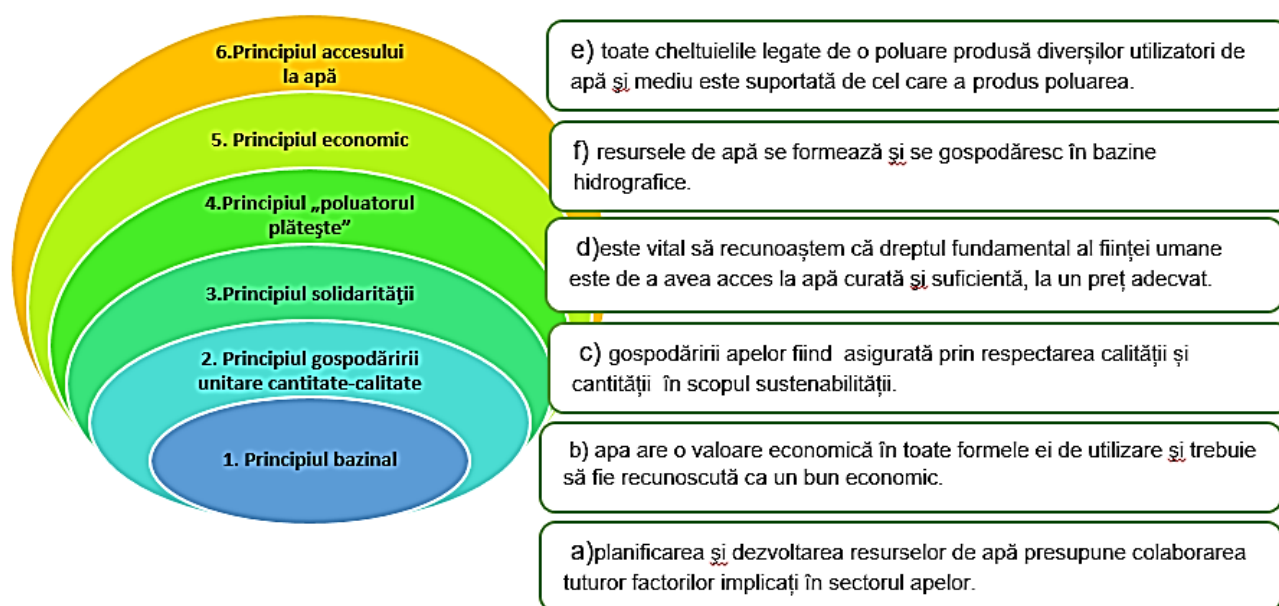 6.Principiul accesului
la apă
5. Principiul economic
4.Principiul „poluatorul
plăteşte”
3.Principiul solidarităţii
2. Principiul gospodăririi
unitare cantitate-calitate
1. Principiul bazinal
e) toate cheltuielile legate de o poluare produsă diverșilor utilizatori de
apă și mediu este suportată de cel care a produs poluarea.
f) resursele de apă se formează și se gospodăresc în bazine
hidrografice.
d)este vital să recunoaștem că dreptul fundamental al ființei umane
este de a avea acces la apă curată și suficientă, la un preț adecvat.
c) gospodăririi apelor fiind asigurată prin respectarea calității și
cantității în scopul sustenabilității.
b) apa are o valoare economică în toate formele ei de utilizare și trebuie
să fie recunoscută ca un bun economic.
a)planificarea și dezvoltarea resurselor de apă presupune colaborarea
tuturor factorilor implicați în sectorul apelor.